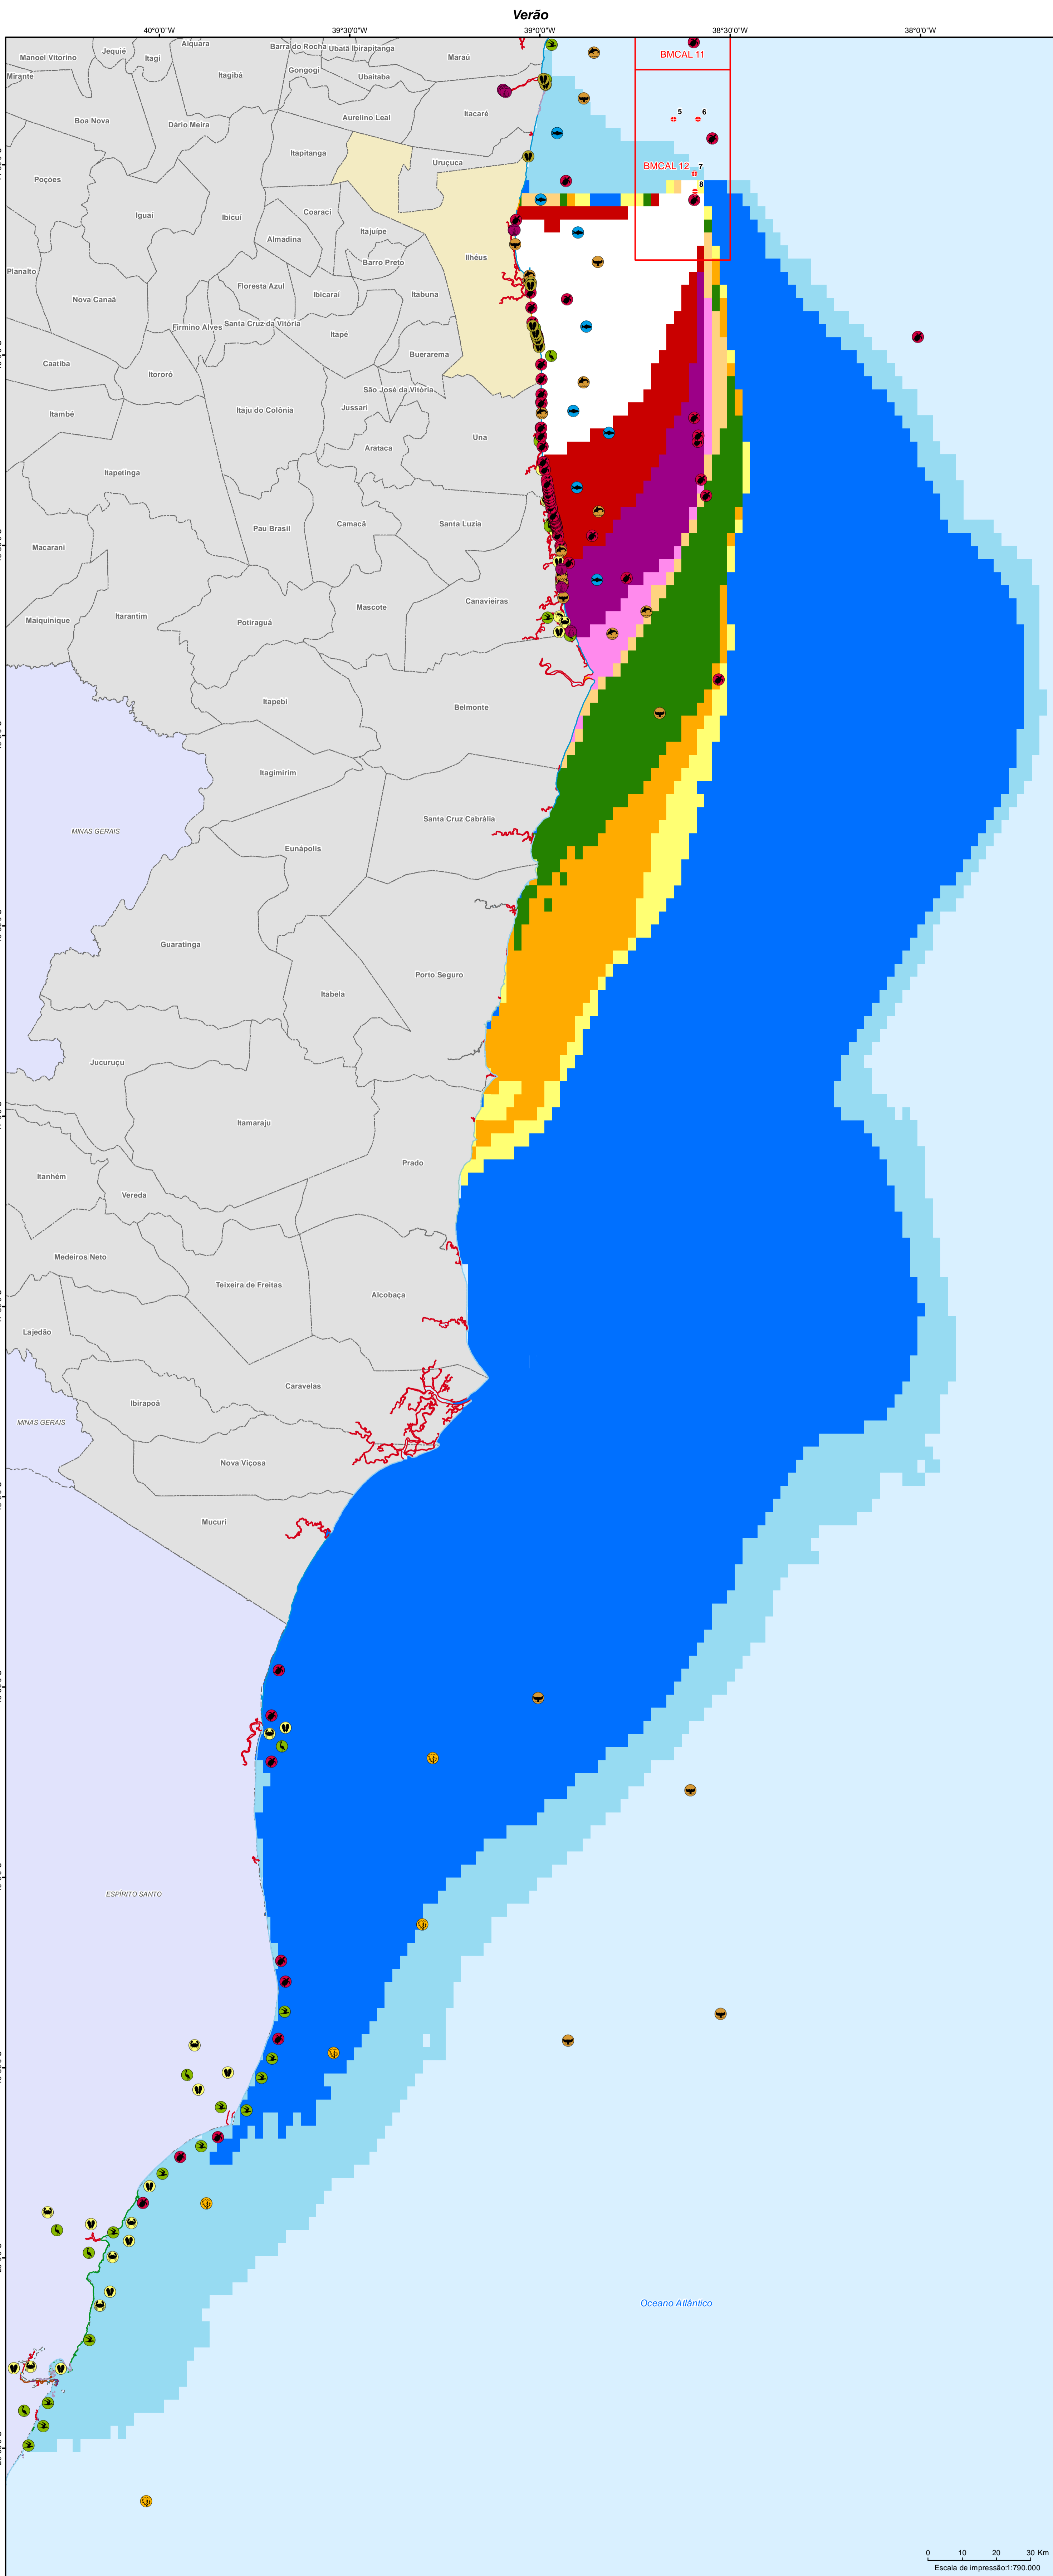 Verão
40°0'0"W
39°30'0"W
39°0'0"W
38°30'0"W
38°0'0"W
Manoel Vitorino
Jequié
Itagi
Aiquara
Barra do Rocha
Ubatã
Ibirapitanga
Maraú
BMCAL 11
Mirante
Itagibá
Gongogi
Ubaitaba
Boa Nova
Dário Meira
Aurelino Leal
Itacaré
5
6
Poções
Itapitanga
Uruçuca
BMCAL 12
7
8
Iguaí
Ibicuí
Coaraci
Almadina
Itajuípe
Barro Preto
Ilhéus
Planalto
Nova Canaã
Floresta Azul
Ibicaraí
Itabuna
Firmino Alves
Santa Cruz da Vitória
Itapé
Buerarema
Caatiba
Itororó
São José da Vitória
Itambé
Itaju do Colônia
Jussari
Una
Arataca
Itapetinga
Pau Brasil
Camacã
Santa Luzia
Macarani
Canavieiras
Maiquinique
Itarantim
Potiraguá
Mascote
Itapebi
Belmonte
Itagimirim
Santa Cruz Cabrália
MINAS GERAIS
Eunápolis
Guaratinga
Porto Seguro
Itabela
Jucuruçu
Itamaraju
Prado
Itanhém
Vereda
Medeiros Neto
Teixeira de Freitas
Alcobaça
Lajedão
Caravelas
Ibirapoã
MINAS GERAIS
Nova Viçosa
Mucuri
ESPÍRITO SANTO
Oceano Atlântico
0 10 20 30 Km
Escala de impressão:1:790.000